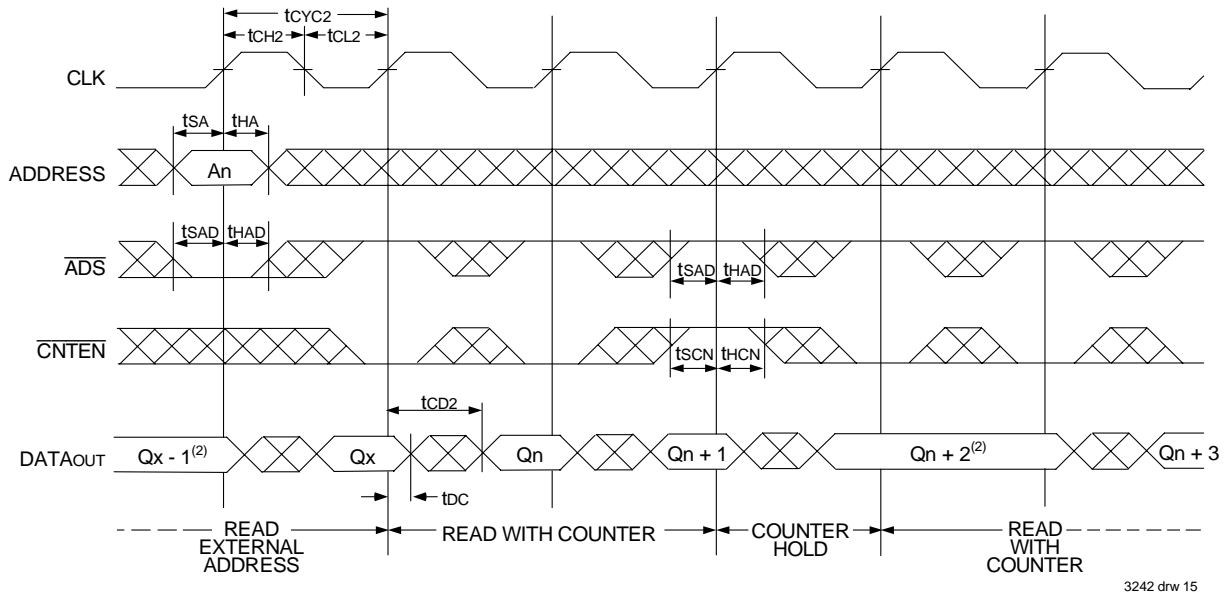 tCYC2
tCH2 tCL2
CLK
tSA tHA
ADDRESS An
tSAD tHAD
ADS tSAD tHAD
CNTEN
tSCN tHCN
tCD2
DATAOUT Qx - 1(2) Qx Qn Qn + 1 Qn + 2(2) Qn + 3
tDC
READ EXTERNAL ADDRESS
READ WITH COUNTER
COUNTER HOLD
READ WITH COUNTER
3242 drw 15